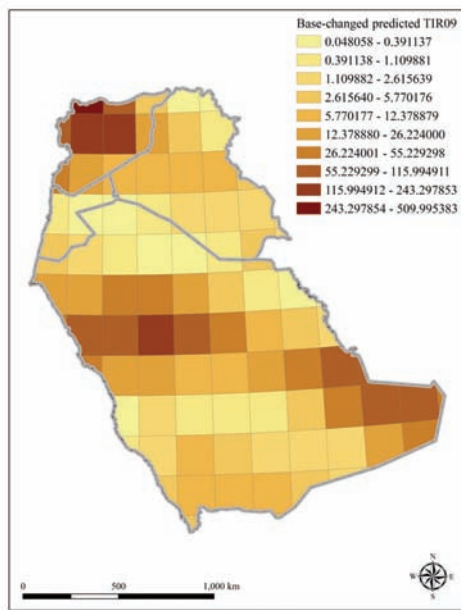 Base-changed predicted TIR09
0.048058 - 0.391137
0.391138 - 1.109881
1.109882 - 2.615639
2.615640 - 5.770176
5.770177 - 12.378879
12.378880 - 26.224000
26.224001 - 55.229298
55.229299 - 115.994911
115.994912 - 243.297853
243.297854 - 509.995383
N
W
E
S
0
500
1,000 km